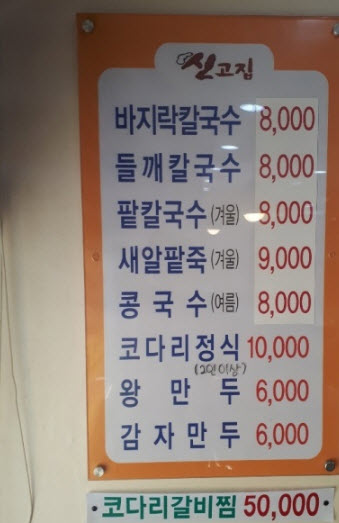 신고집
바지락칼국수 8,000
들깨칼국수 8,000
팥칼국수(겨울) 8,000
새알팥죽(겨울) 9,000
콩국수(여름) 8,000
코다리정식 10,000
(2인이상)
왕만두 6,000
감자만두 6,000
코다리갈비찜 50,000